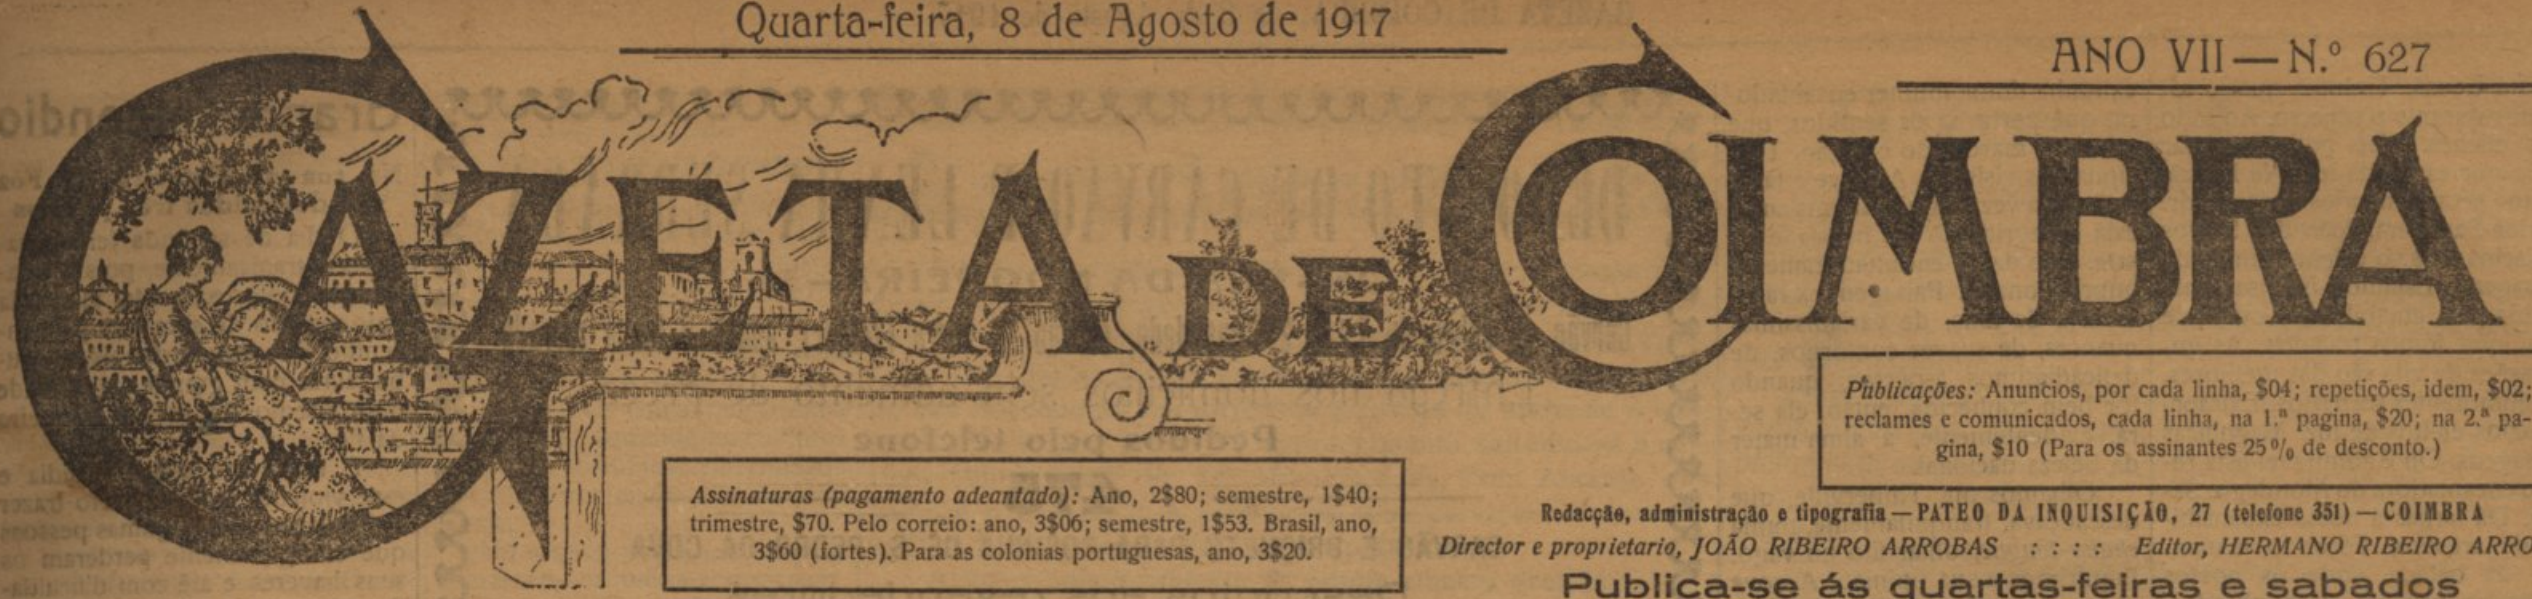 Quarta-feira, 8 de Agosto de 1917
ANO VII — N.º 627
GAZETA DE COIMBRA
Publicações: Anuncios, por cada linha, $04; repetições, idem, $02;
reclames e comunicados, cada linha, na 1.ª pagina, $20; na 2.ª pa-
gina, $10 (Para os assinantes 25% de desconto.)
Assinaturas (pagamento adeantado): Ano, 2$80; semestre, 1$40;
trimestre, $70. Pelo correio: ano, 3$06; semestre, 1$53. Brasil, ano,
3$60 (fortes). Para as colonias portuguesas, ano, 3$20.
Redacção, administração e tipografia — PATEO DA INQUISIÇÃO, 27 (telefone 351) — COIMBRA
Director e proprietario, JOÃO RIBEIRO ARROBAS : : : : Editor, HERMANO RIBEIRO ARRO
Publica-se ás quartas-feiras e sabados